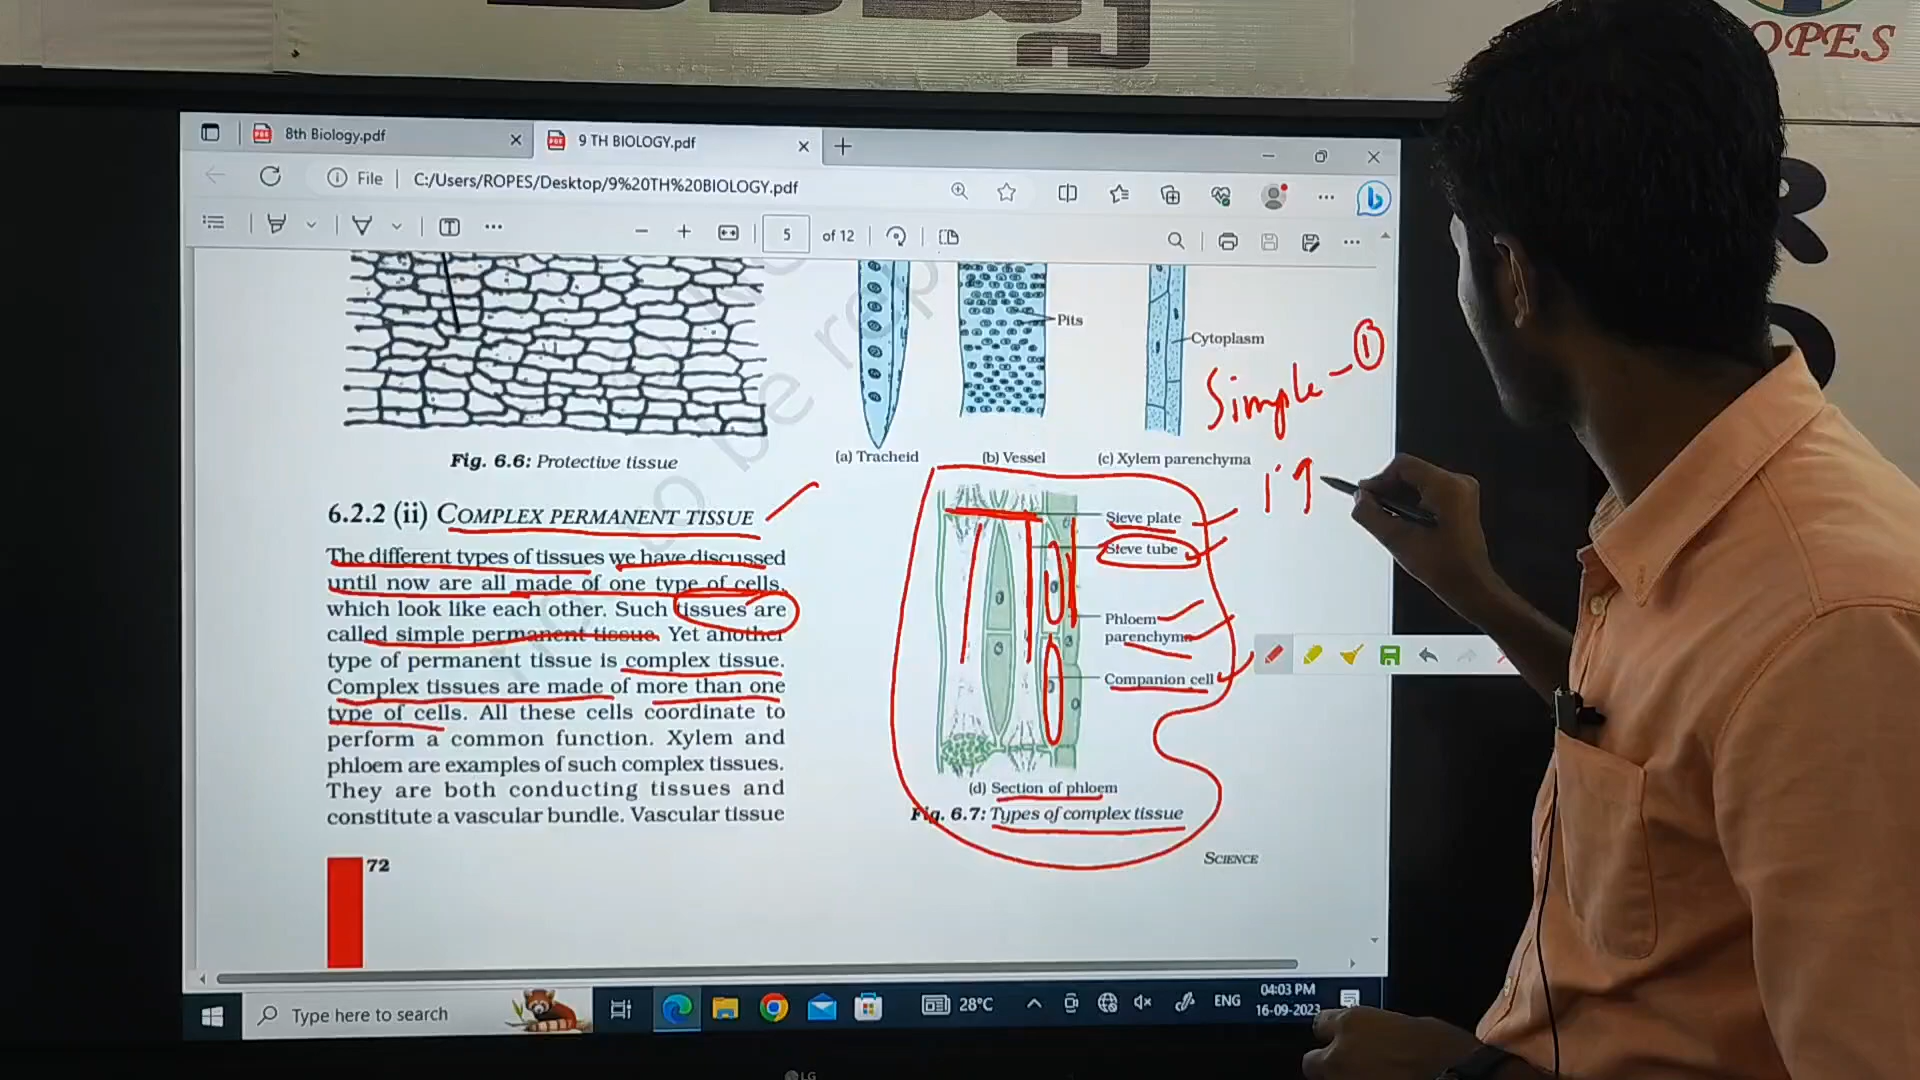 OPES
8th Biology.pdf
9 TH BIOLOGY.pdf
File
C:/Users/ROPES/Desktop/9%20TH%20BIOLOGY.pdf
5
of 12
Pits
Cytoplasm
(a) Tracheid
(b) Vessel
(c) Xylem parenchyma
Fig. 6.6: Protective tissue
Simple - 1
1↑
6.2.2 (ii) COMPLEX PERMANENT TISSUE
The different types of tissues we have discussed
until now are all made of one type of cells,
which look like each other. Such tissues are
called simple permanent tissue. Yet another
type of permanent tissue is complex tissue.
Complex tissues are made of more than one
type of cells. All these cells coordinate to
perform a common function. Xylem and
phloem are examples of such complex tissues.
They are both conducting tissues and
constitute a vascular bundle. Vascular tissue
Sieve plate
Sieve tube
Phloem
parenchyma
Companion cell
(d) Section of phloem
Fig. 6.7: Types of complex tissue
72
SCIENCE
Type here to search
28°C
ENG
04:03 PM
16-09-2023
LG